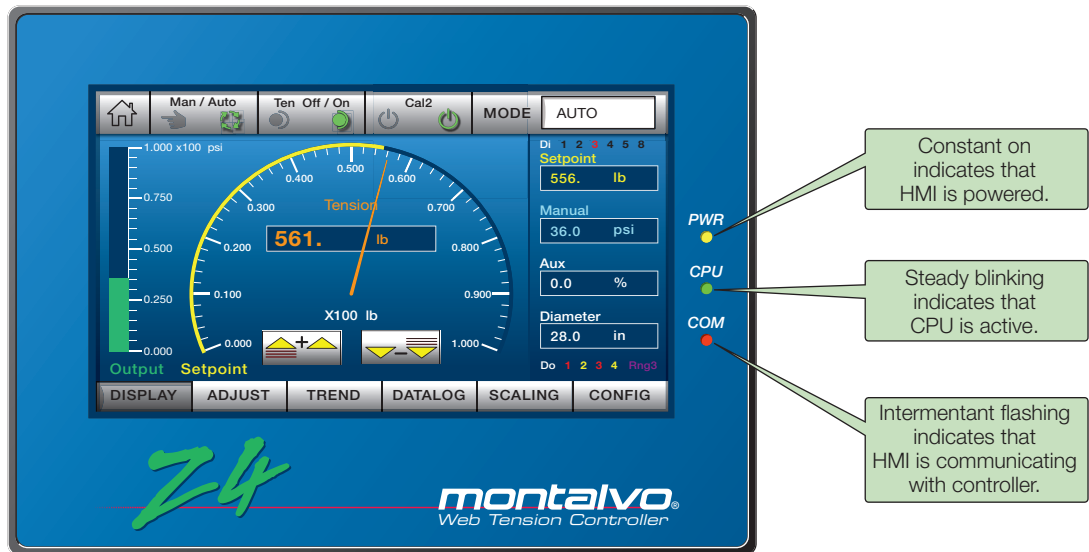 Man / Auto
Ten Off / On
Cal2
MODE
AUTO
1.000 x100 psi
0.750
0.500
0.250
0.000
Output
Setpoint
0.000
0.100
0.200
0.300
0.400
0.500
0.600
0.700
0.800
0.900
1.000
Tension
561. lb
X100 lb
+
-
Di 1 2 3 4 5 8
Setpoint
556. lb
Manual
36.0 psi
Aux
0.0 %
Diameter
28.0 in
Do 1 2 3 4 Rng3
DISPLAY
ADJUST
TREND
DATALOG
SCALING
CONFIG
PWR
CPU
COM
Z4
montalvo®
Web Tension Controller
Constant on
indicates that
HMI is powered.
Steady blinking
indicates that
CPU is active.
Intermentant flashing
indicates that
HMI is communicating
with controller.